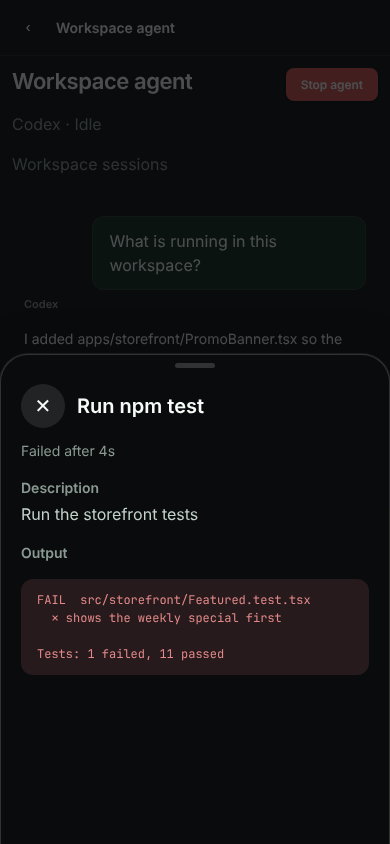 Workspace agent
Workspace agent
Stop agent
Codex · Idle
Workspace sessions
What is running in this
workspace?
Codex
I added apps/storefront/PromoBanner.tsx so the
Run npm test
Failed after 4s
Description
Run the storefront tests
Output
FAIL  src/storefront/Featured.test.tsx
  × shows the weekly special first
Tests: 1 failed, 11 passed